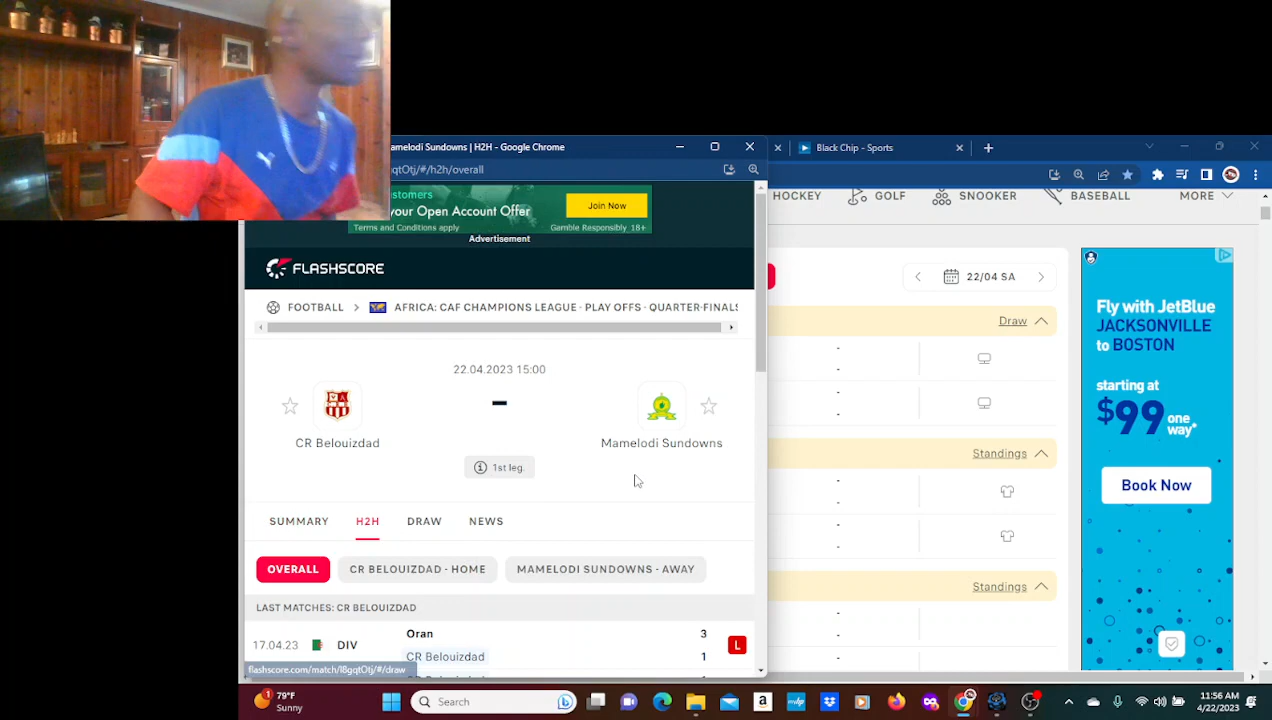 Mamelodi Sundowns | H2H - Google Chrome
Black Chip - Sports
qtOtj/#/h2h/overall
HOCKEY GOLF SNOOKER BASEBALL MORE
customers
your Open Account Offer
Join Now
Terms and Conditions apply Gamble Responsibly 18+
Advertisement
FLASHSCORE
22/04 SA
FOOTBALL > AFRICA: CAF CHAMPIONS LEAGUE - PLAY OFFS - QUARTER-FINALS
Draw
22.04.2023 15:00
-
CR Belouizdad
Mamelodi Sundowns
1st leg.
Standings
SUMMARY H2H DRAW NEWS
OVERALL CR BELOUIZDAD - HOME MAMELODI SUNDOWNS - AWAY
Standings
LAST MATCHES: CR BELOUIZDAD
17.04.23 DIV
Oran 3
CR Belouizdad 1
L
flashscore.com/match/l8gqtOtj/#/draw
Fly with JetBlue
JACKSONVILLE
to BOSTON
starting at
$99 one way*
Book Now
1
79°F
Sunny
Search
11:56 AM
4/22/2023